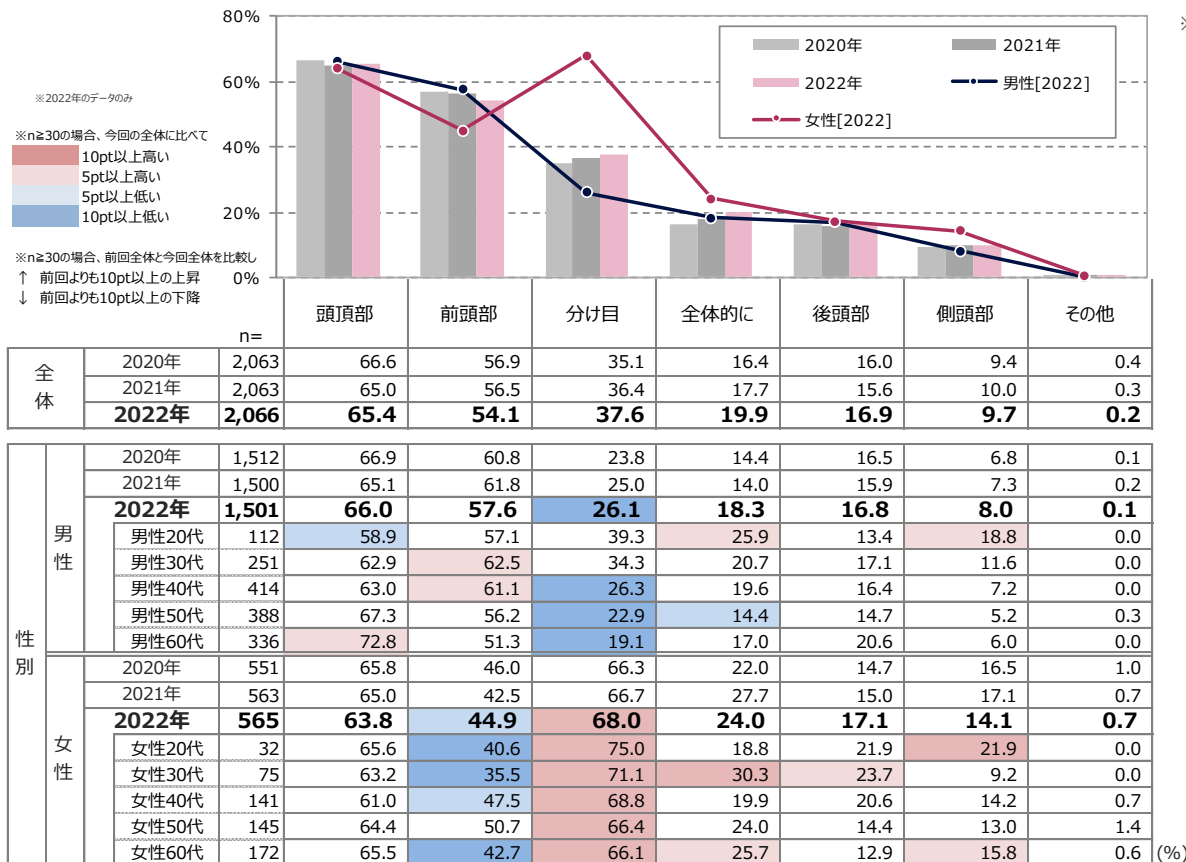 80%
60%
40%
20%
0%
2020年 2021年
2022年 男性[2022]
女性[2022]
※
※2022年のデータのみ
※n≧30の場合、今回の全体に比べて
10pt以上高い
5pt以上高い
5pt以上低い
10pt以上低い
※n≧30の場合、前回全体と今回全体を比較し
↑ 前回よりも10pt以上の上昇
↓ 前回よりも10pt以上の下降
n= 頭頂部 前頭部 分け目 全体的に 後頭部 側頭部 その他
全体
2020年 2,063 66.6 56.9 35.1 16.4 16.0 9.4 0.4
2021年 2,063 65.0 56.5 36.4 17.7 15.6 10.0 0.3
2022年 2,066 65.4 54.1 37.6 19.9 16.9 9.7 0.2
性別
男性
2020年 1,512 66.9 60.8 23.8 14.4 16.5 6.8 0.1
2021年 1,500 65.1 61.8 25.0 14.0 15.9 7.3 0.2
2022年 1,501 66.0 57.6 26.1 18.3 16.8 8.0 0.1
男性20代 112 58.9 57.1 39.3 25.9 13.4 18.8 0.0
男性30代 251 62.9 62.5 34.3 20.7 17.1 11.6 0.0
男性40代 414 63.0 61.1 26.3 19.6 16.4 7.2 0.0
男性50代 388 67.3 56.2 22.9 14.4 14.7 5.2 0.3
男性60代 336 72.8 51.3 19.1 17.0 20.6 6.0 0.0
女性
2020年 551 65.8 46.0 66.3 22.0 14.7 16.5 1.0
2021年 563 65.0 42.5 66.7 27.7 15.0 17.1 0.7
2022年 565 63.8 44.9 68.0 24.0 17.1 14.1 0.7
女性20代 32 65.6 40.6 75.0 18.8 21.9 21.9 0.0
女性30代 75 63.2 35.5 71.1 30.3 23.7 9.2 0.0
女性40代 141 61.0 47.5 68.8 19.9 20.6 14.2 0.7
女性50代 145 64.4 50.7 66.4 24.0 14.4 13.0 1.4
女性60代 172 65.5 42.7 66.1 25.7 12.9 15.8 0.6 (%)